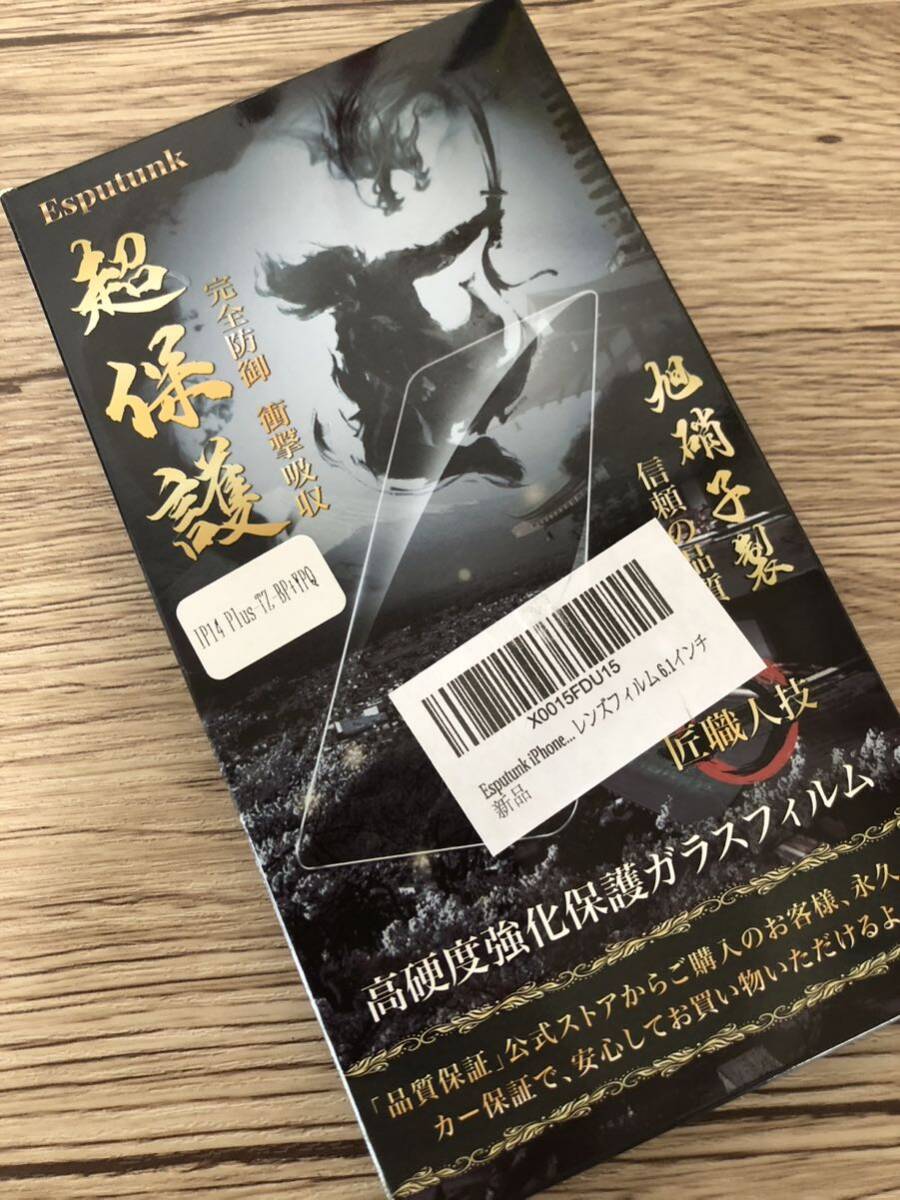 Esputunk
超保護
完全防御 衝撃吸収
旭硝子製
信頼の品質
IP14 Plus-TZ-BP+YPQ
X0015FDU15
Esputunk iPhone... レンズフィルム 6.1インチ
新品
匠職人技
高硬度強化保護ガラスフィルム
「品質保証」公式ストアからご購入のお客様、永久
カー保証で、安心してお買い物いただけるよ